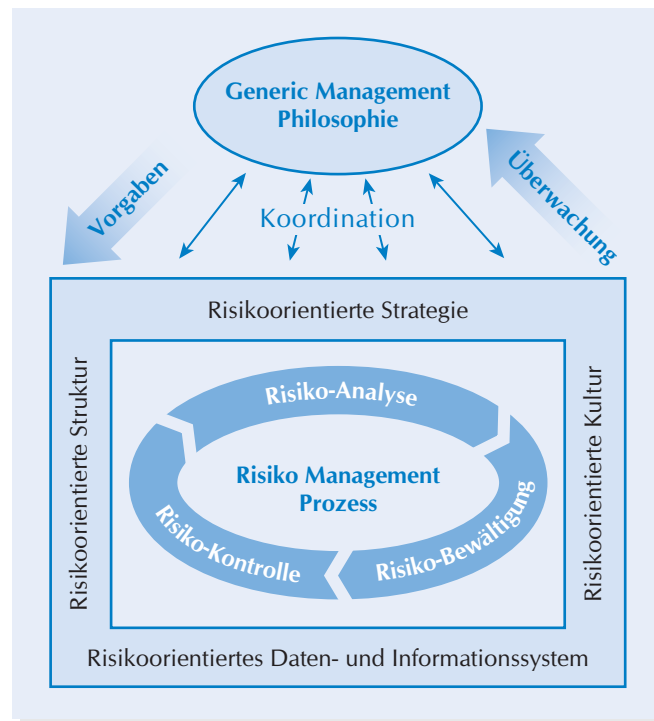 Generic Management
Philosophie
Vorgaben
Überwachung
Koordination
Risikoorientierte Strategie
Risikoorientierte Struktur
Risikoorientierte Kultur
Risiko-Analyse
Risiko Management
Prozess
Risiko-Kontrolle
Risiko-Bewältigung
Risikoorientiertes Daten- und Informationssystem